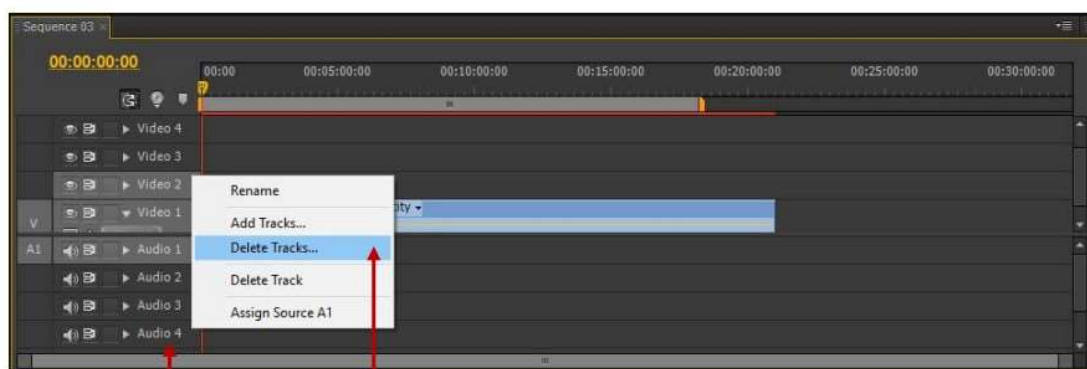 Sequence 03 ×
00:00:00:00
00:00 00:05:00:00 00:10:00:00 00:15:00:00 00:20:00:00 00:25:00:00 00:30:00:00
Video 4
Video 3
Video 2
V Video 1
A1 Audio 1
Audio 2
Audio 3
Audio 4
Rename
Add Tracks...
Delete Tracks...
Delete Track
Assign Source A1